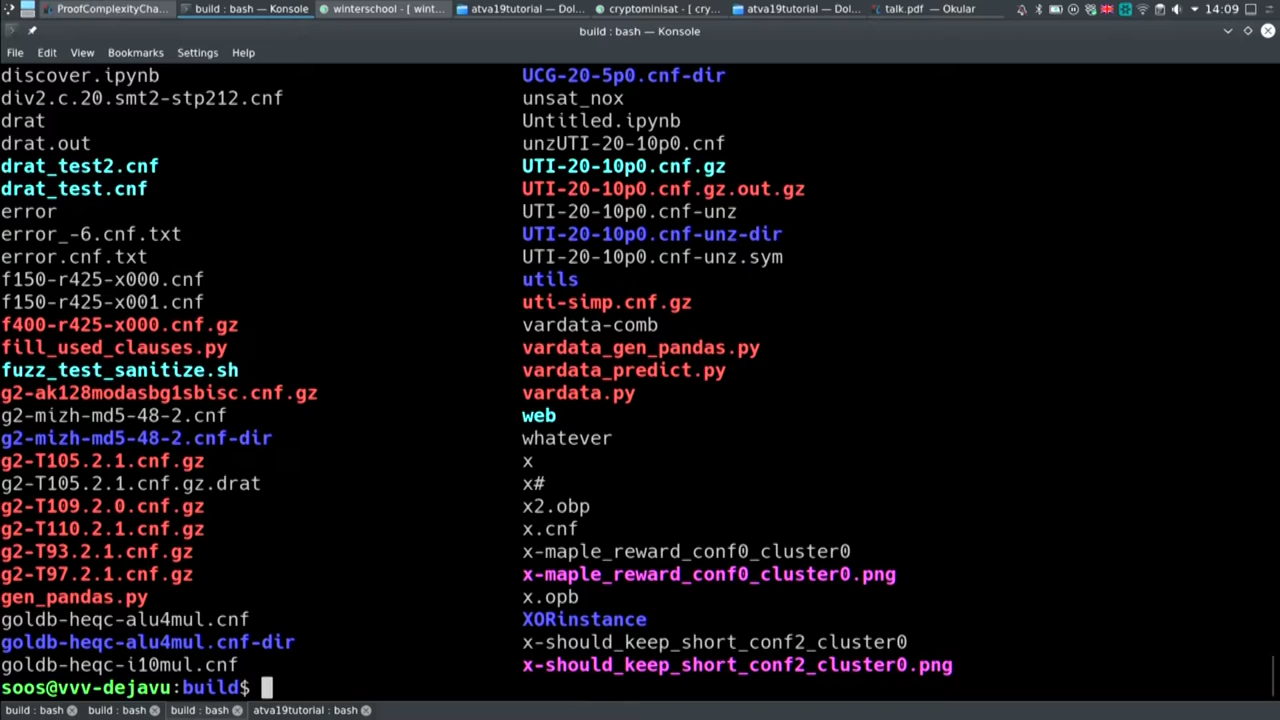 ProofComplexityCha...
build : bash — Konsole
winterschool - [ wint...
atva19tutorial — Dol...
cryptominisat - [ cry...
atva19tutorial — Dol...
talk.pdf — Okular
14:09
build : bash — Konsole
File Edit View Bookmarks Settings Help
discover.ipynb UCG-20-5p0.cnf-dir
div2.c.20.smt2-stp212.cnf unsat_nox
drat Untitled.ipynb
drat.out unzUTI-20-10p0.cnf
drat_test2.cnf UTI-20-10p0.cnf.gz
drat_test.cnf UTI-20-10p0.cnf.gz.out.gz
error UTI-20-10p0.cnf-unz
error_-6.cnf.txt UTI-20-10p0.cnf-unz-dir
error.cnf.txt UTI-20-10p0.cnf-unz.sym
f150-r425-x000.cnf utils
f150-r425-x001.cnf uti-simp.cnf.gz
f400-r425-x000.cnf.gz vardata-comb
fill_used_clauses.py vardata_gen_pandas.py
fuzz_test_sanitize.sh vardata_predict.py
g2-ak128modasbg1sbisc.cnf.gz vardata.py
g2-mizh-md5-48-2.cnf web
g2-mizh-md5-48-2.cnf-dir whatever
g2-T105.2.1.cnf.gz x
g2-T105.2.1.cnf.gz.drat x#
g2-T109.2.0.cnf.gz x2.obp
g2-T110.2.1.cnf.gz x.cnf
g2-T93.2.1.cnf.gz x-maple_reward_conf0_cluster0
g2-T97.2.1.cnf.gz x-maple_reward_conf0_cluster0.png
gen_pandas.py x.opb
goldb-heqc-alu4mul.cnf XORinstance
goldb-heqc-alu4mul.cnf-dir x-should_keep_short_conf2_cluster0
goldb-heqc-i10mul.cnf x-should_keep_short_conf2_cluster0.png
soos@vvv-dejavu:build$
build : bash build : bash build : bash atva19tutorial : bash